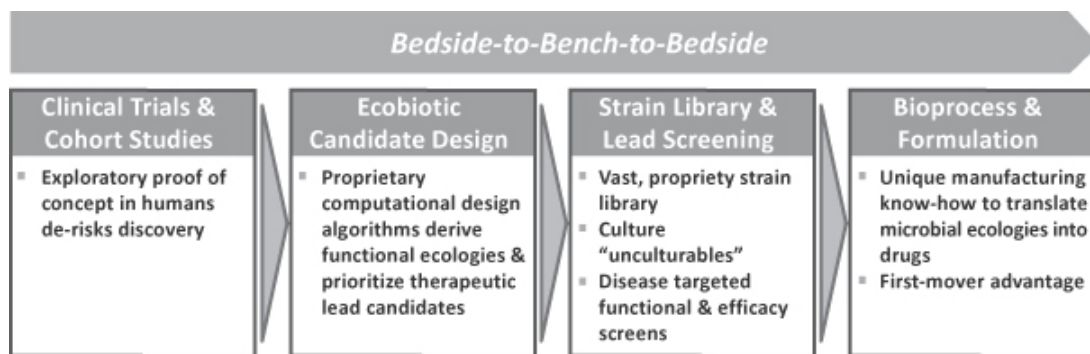 Bedside-to-Bench-to-Bedside
Clinical Trials &
Cohort Studies
▪ Exploratory proof of
concept in humans
de-risks discovery
Ecobiotic
Candidate Design
▪ Proprietary
computational design
algorithms derive
functional ecologies &
prioritize therapeutic
lead candidates
Strain Library &
Lead Screening
▪ Vast, propriety strain
library
▪ Culture
“unculturables”
▪ Disease targeted
functional & efficacy
screens
Bioprocess &
Formulation
▪ Unique manufacturing
know-how to translate
microbial ecologies into
drugs
▪ First-mover advantage